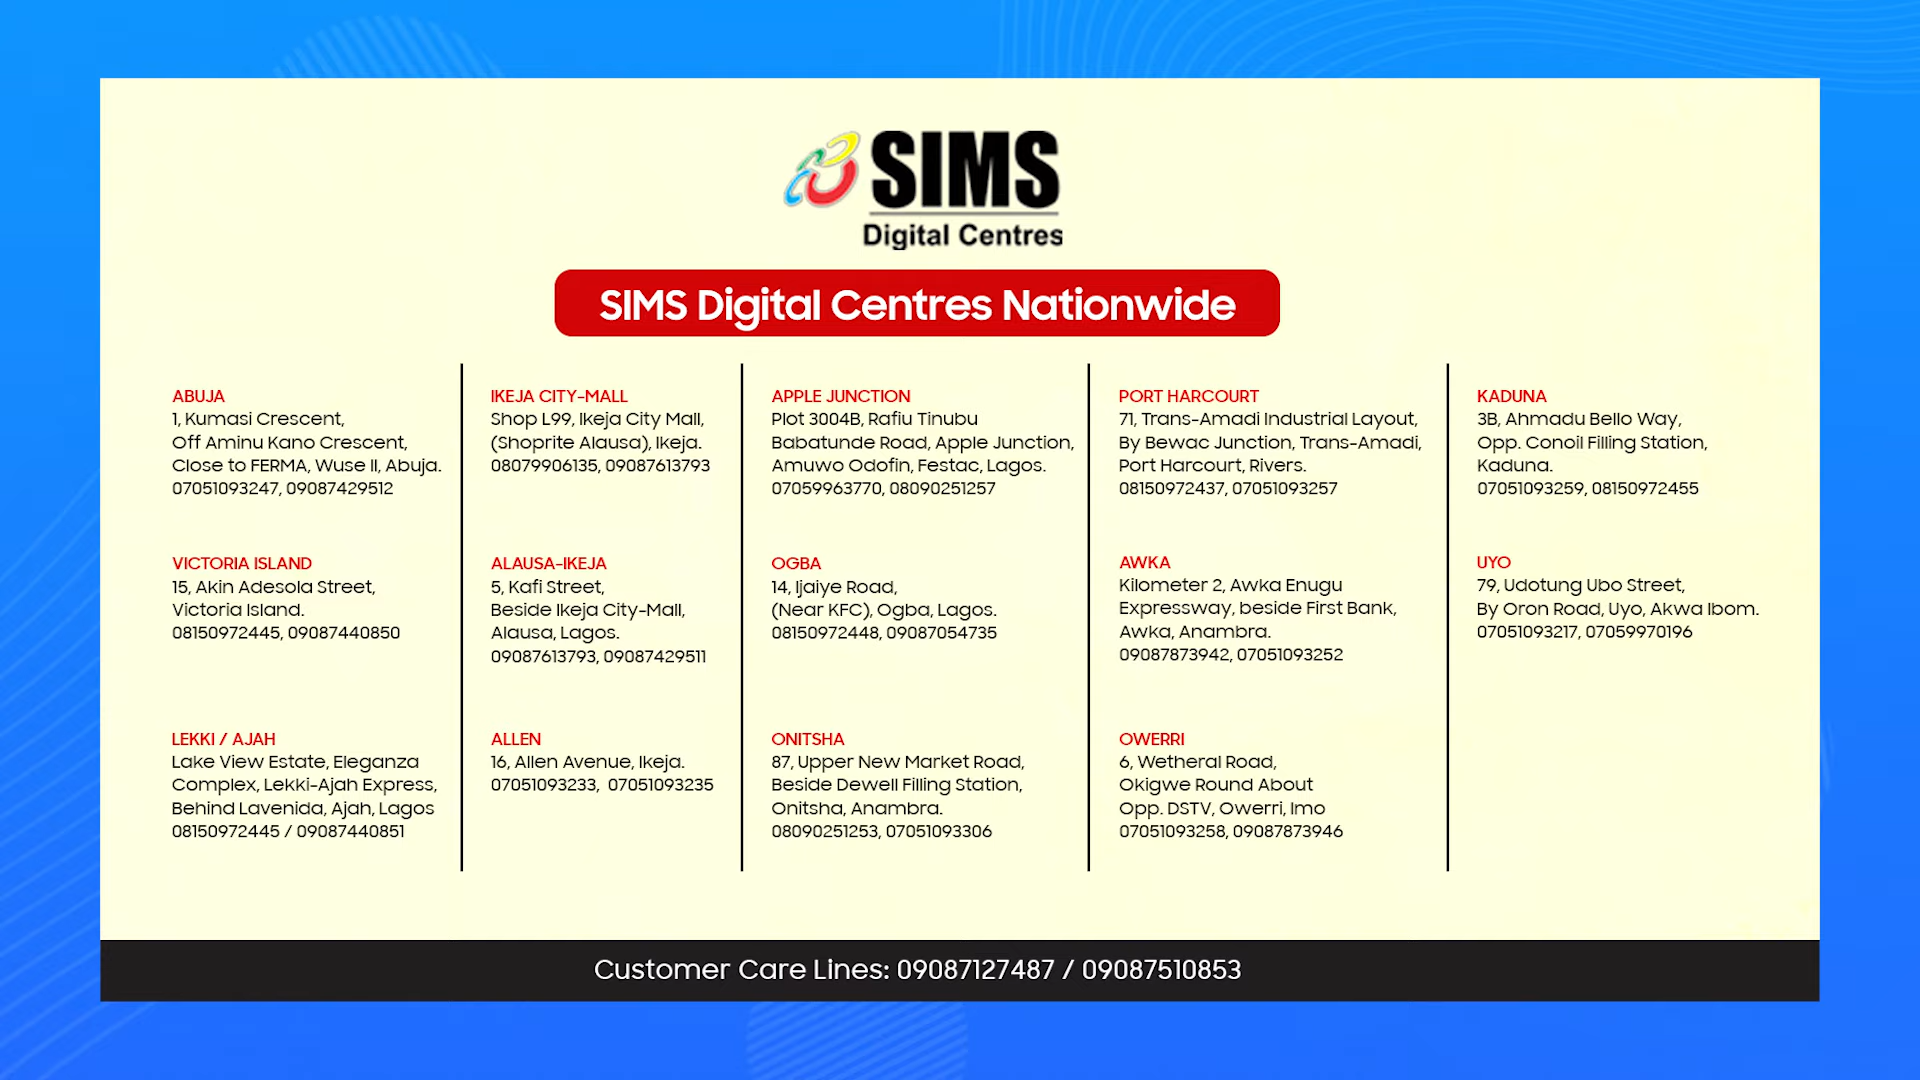 SIMS
Digital Centres
SIMS Digital Centres Nationwide
ABUJA
1, Kumasi Crescent,
Off Aminu Kano Crescent,
Close to FERMA, Wuse II, Abuja.
07051093247, 09087429512
VICTORIA ISLAND
15, Akin Adesola Street,
Victoria Island.
08150972445, 09087440850
LEKKI / AJAH
Lake View Estate, Eleganza
Complex, Lekki-Ajah Express,
Behind Lavenida, Ajah, Lagos
08150972445 / 09087440851
IKEJA CITY-MALL
Shop L99, Ikeja City Mall,
(Shoprite Alausa), Ikeja.
08079906135, 09087613793
ALAUSA-IKEJA
5, Kafi Street,
Beside Ikeja City-Mall,
Alausa, Lagos.
09087613793, 09087429511
ALLEN
16, Allen Avenue, Ikeja.
07051093233, 07051093235
APPLE JUNCTION
Plot 3004B, Rafiu Tinubu
Babatunde Road, Apple Junction,
Amuwo Odofin, Festac, Lagos.
07059963770, 08090251257
OGBA
14, Ijaiye Road,
(Near KFC), Ogba, Lagos.
08150972448, 09087054735
ONITSHA
87, Upper New Market Road,
Beside Dewell Filling Station,
Onitsha, Anambra.
08090251253, 07051093306
PORT HARCOURT
71, Trans-Amadi Industrial Layout,
By Bewac Junction, Trans-Amadi,
Port Harcourt, Rivers.
08150972437, 07051093257
AWKA
Kilometer 2, Awka Enugu
Expressway, beside First Bank,
Awka, Anambra.
09087873942, 07051093252
OWERRI
6, Wetheral Road,
Okigwe Round About
Opp. DSTV, Owerri, Imo
07051093258, 09087873946
KADUNA
3B, Ahmadu Bello Way,
Opp. Conoil Filling Station,
Kaduna.
07051093259, 08150972455
UYO
79, Udotung Ubo Street,
By Oron Road, Uyo, Akwa Ibom.
07051093217, 07059970196
Customer Care Lines: 09087127487 / 09087510853